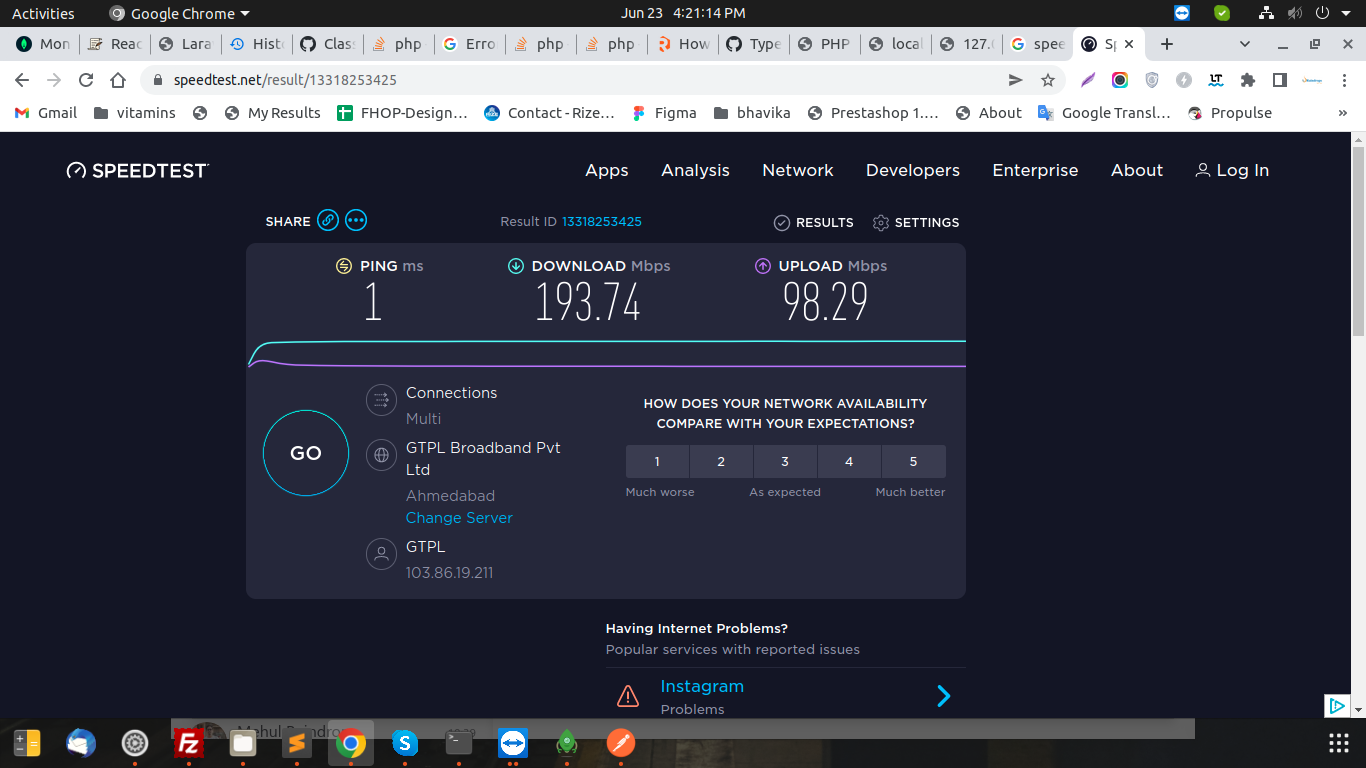 Activities
Google Chrome
Jun 23 4:21:14 PM
Mon
Reac
Lara
Histo
Clas
php
Erro
php
php
How
Type
PHP
local
127.
spee
Sp
speedtest.net/result/13318253425
LT
Gmail
vitamins
My Results
FHOP-Design…
Contact - Rize…
Figma
bhavika
Prestashop 1.…
About
Google Transl…
Propulse
»
SPEEDTEST
Apps
Analysis
Network
Developers
Enterprise
About
Log In
SHARE
Result ID 13318253425
RESULTS
SETTINGS
PING ms
1
DOWNLOAD Mbps
193.74
UPLOAD Mbps
98.29
GO
Connections
Multi
GTPL Broadband Pvt
Ltd
Ahmedabad
Change Server
GTPL
103.86.19.211
HOW DOES YOUR NETWORK AVAILABILITY
COMPARE WITH YOUR EXPECTATIONS?
1 2 3 4 5
Much worse As expected Much better
Having Internet Problems?
Popular services with reported issues
Instagram
Problems
Mehul
Fz
S